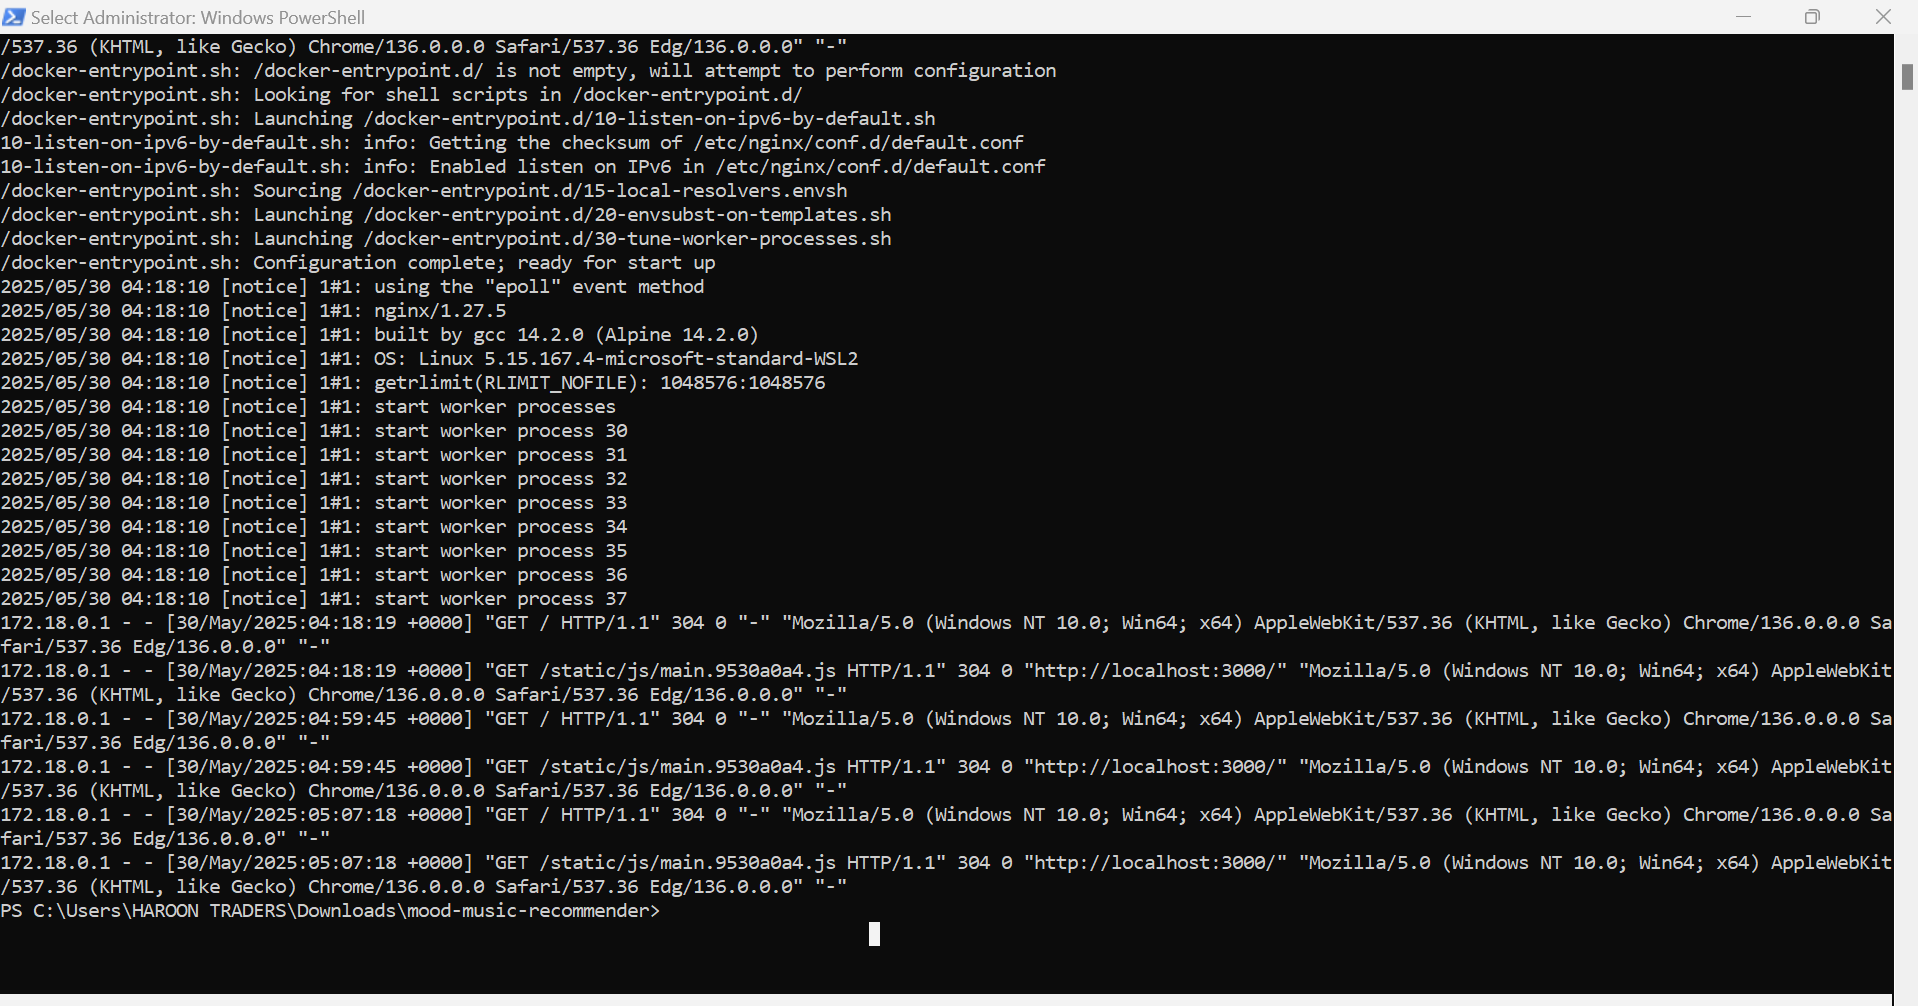 Select Administrator: Windows PowerShell
/537.36 (KHTML, like Gecko) Chrome/136.0.0.0 Safari/537.36 Edg/136.0.0.0" "-"
/docker-entrypoint.sh: /docker-entrypoint.d/ is not empty, will attempt to perform configuration
/docker-entrypoint.sh: Looking for shell scripts in /docker-entrypoint.d/
/docker-entrypoint.sh: Launching /docker-entrypoint.d/10-listen-on-ipv6-by-default.sh
10-listen-on-ipv6-by-default.sh: info: Getting the checksum of /etc/nginx/conf.d/default.conf
10-listen-on-ipv6-by-default.sh: info: Enabled listen on IPv6 in /etc/nginx/conf.d/default.conf
/docker-entrypoint.sh: Sourcing /docker-entrypoint.d/15-local-resolvers.envsh
/docker-entrypoint.sh: Launching /docker-entrypoint.d/20-envsubst-on-templates.sh
/docker-entrypoint.sh: Launching /docker-entrypoint.d/30-tune-worker-processes.sh
/docker-entrypoint.sh: Configuration complete; ready for start up
2025/05/30 04:18:10 [notice] 1#1: using the "epoll" event method
2025/05/30 04:18:10 [notice] 1#1: nginx/1.27.5
2025/05/30 04:18:10 [notice] 1#1: built by gcc 14.2.0 (Alpine 14.2.0)
2025/05/30 04:18:10 [notice] 1#1: OS: Linux 5.15.167.4-microsoft-standard-WSL2
2025/05/30 04:18:10 [notice] 1#1: getrlimit(RLIMIT_NOFILE): 1048576:1048576
2025/05/30 04:18:10 [notice] 1#1: start worker processes
2025/05/30 04:18:10 [notice] 1#1: start worker process 30
2025/05/30 04:18:10 [notice] 1#1: start worker process 31
2025/05/30 04:18:10 [notice] 1#1: start worker process 32
2025/05/30 04:18:10 [notice] 1#1: start worker process 33
2025/05/30 04:18:10 [notice] 1#1: start worker process 34
2025/05/30 04:18:10 [notice] 1#1: start worker process 35
2025/05/30 04:18:10 [notice] 1#1: start worker process 36
2025/05/30 04:18:10 [notice] 1#1: start worker process 37
172.18.0.1 - - [30/May/2025:04:18:19 +0000] "GET / HTTP/1.1" 304 0 "-" "Mozilla/5.0 (Windows NT 10.0; Win64; x64) AppleWebKit/537.36 (KHTML, like Gecko) Chrome/136.0.0.0 Sa
fari/537.36 Edg/136.0.0.0" "-"
172.18.0.1 - - [30/May/2025:04:18:19 +0000] "GET /static/js/main.9530a0a4.js HTTP/1.1" 304 0 "http://localhost:3000/" "Mozilla/5.0 (Windows NT 10.0; Win64; x64) AppleWebKit
/537.36 (KHTML, like Gecko) Chrome/136.0.0.0 Safari/537.36 Edg/136.0.0.0" "-"
172.18.0.1 - - [30/May/2025:04:59:45 +0000] "GET / HTTP/1.1" 304 0 "-" "Mozilla/5.0 (Windows NT 10.0; Win64; x64) AppleWebKit/537.36 (KHTML, like Gecko) Chrome/136.0.0.0 Sa
fari/537.36 Edg/136.0.0.0" "-"
172.18.0.1 - - [30/May/2025:04:59:45 +0000] "GET /static/js/main.9530a0a4.js HTTP/1.1" 304 0 "http://localhost:3000/" "Mozilla/5.0 (Windows NT 10.0; Win64; x64) AppleWebKit
/537.36 (KHTML, like Gecko) Chrome/136.0.0.0 Safari/537.36 Edg/136.0.0.0" "-"
172.18.0.1 - - [30/May/2025:05:07:18 +0000] "GET / HTTP/1.1" 304 0 "-" "Mozilla/5.0 (Windows NT 10.0; Win64; x64) AppleWebKit/537.36 (KHTML, like Gecko) Chrome/136.0.0.0 Sa
fari/537.36 Edg/136.0.0.0" "-"
172.18.0.1 - - [30/May/2025:05:07:18 +0000] "GET /static/js/main.9530a0a4.js HTTP/1.1" 304 0 "http://localhost:3000/" "Mozilla/5.0 (Windows NT 10.0; Win64; x64) AppleWebKit
/537.36 (KHTML, like Gecko) Chrome/136.0.0.0 Safari/537.36 Edg/136.0.0.0" "-"
PS C:\Users\HAROON TRADERS\Downloads\mood-music-recommender>